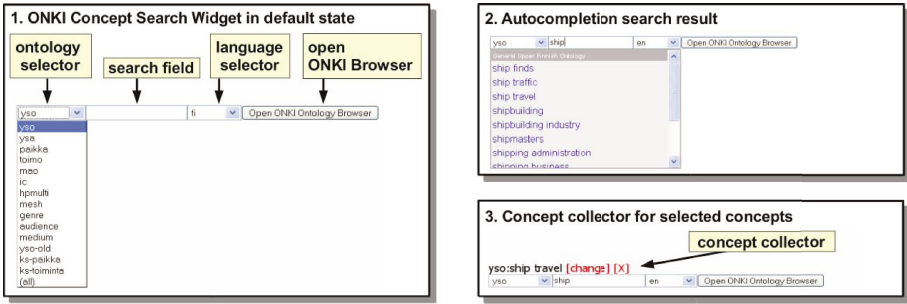 1. ONKI Concept Search Widget in default state
ontology selector
search field
language selector
open ONKI Browser
yso fi Open ONKI Ontology Browser
yso
ysa
paikka
toimo
mao
ic
hpmulti
mesh
genre
audience
medium
yso-old
ks-paikka
ks-toiminta
(all)
2. Autocompletion search result
yso ship en Open ONKI Ontology Browser
General Upper Finnish Ontology
ship finds
ship traffic
ship travel
shipbuilding
shipbuilding industry
shipmasters
shipping administration
shipping business
3. Concept collector for selected concepts
concept collector
yso:ship travel [change] [X]
yso ship en Open ONKI Ontology Browser